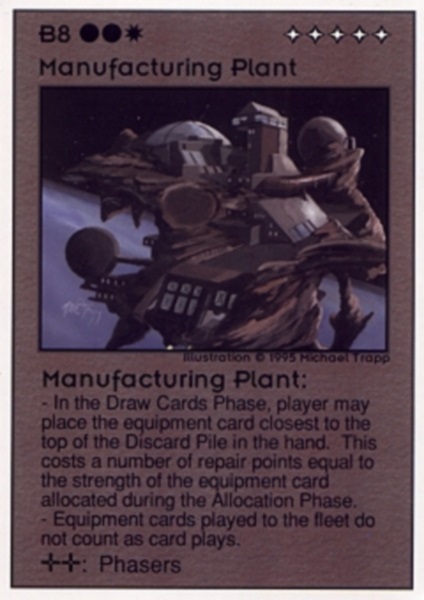 B8
Manufacturing Plant
Illustration © 1995 Michael Trapp
Manufacturing Plant:
- In the Draw Cards Phase, player may
place the equipment card closest to the
top of the Discard Pile in the hand. This
costs a number of repair points equal to
the strength of the equipment card
allocated during the Allocation Phase.
- Equipment cards played to the fleet do
not count as card plays.
: Phasers